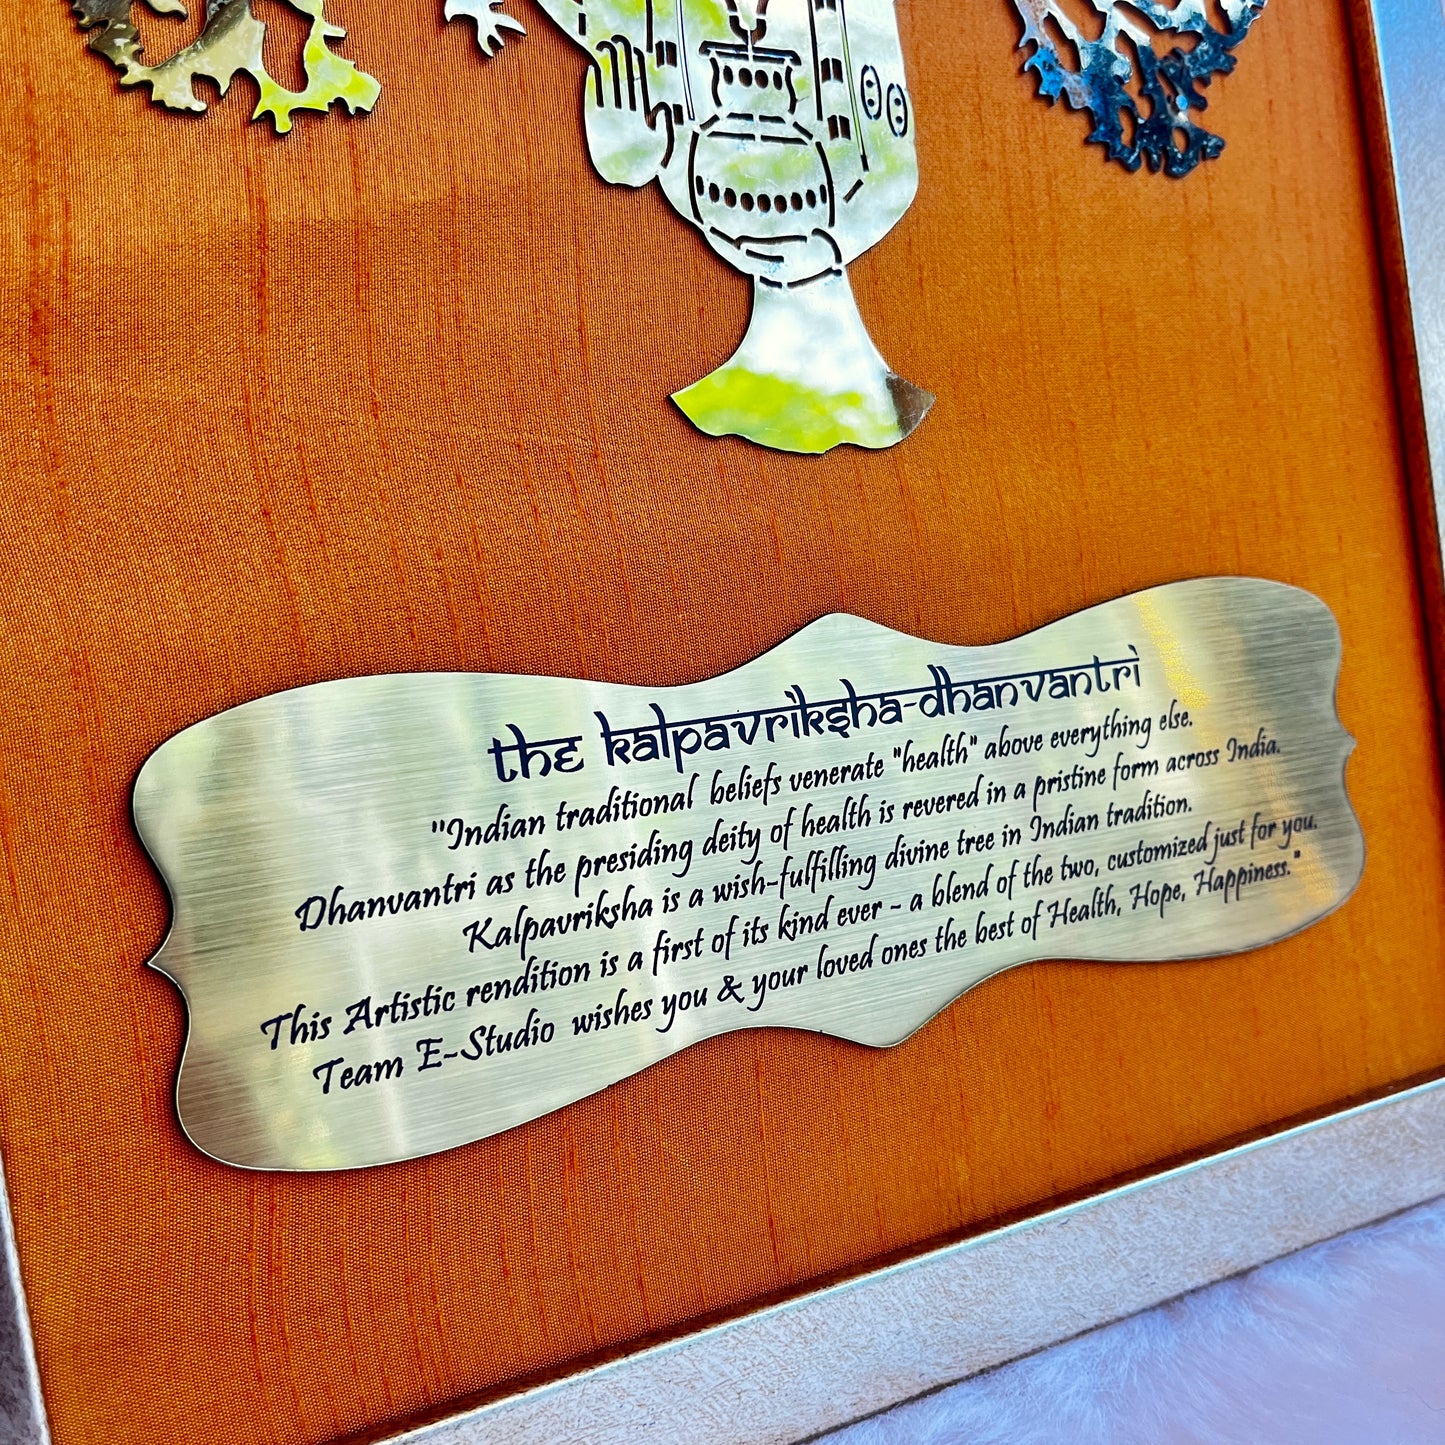 the kalpavriksha-dhanvantri
"Indian traditional beliefs venerate "health" above everything else.
Dhanvantri as the presiding deity of health is revered in a pristine form across India.
Kalpavriksha is a wish-fulfilling divine tree in Indian tradition.
This Artistic rendition is a first of its kind ever - a blend of the two, customized just for you.
Team E-Studio wishes you & your loved ones the best of Health, Hope, Happiness."